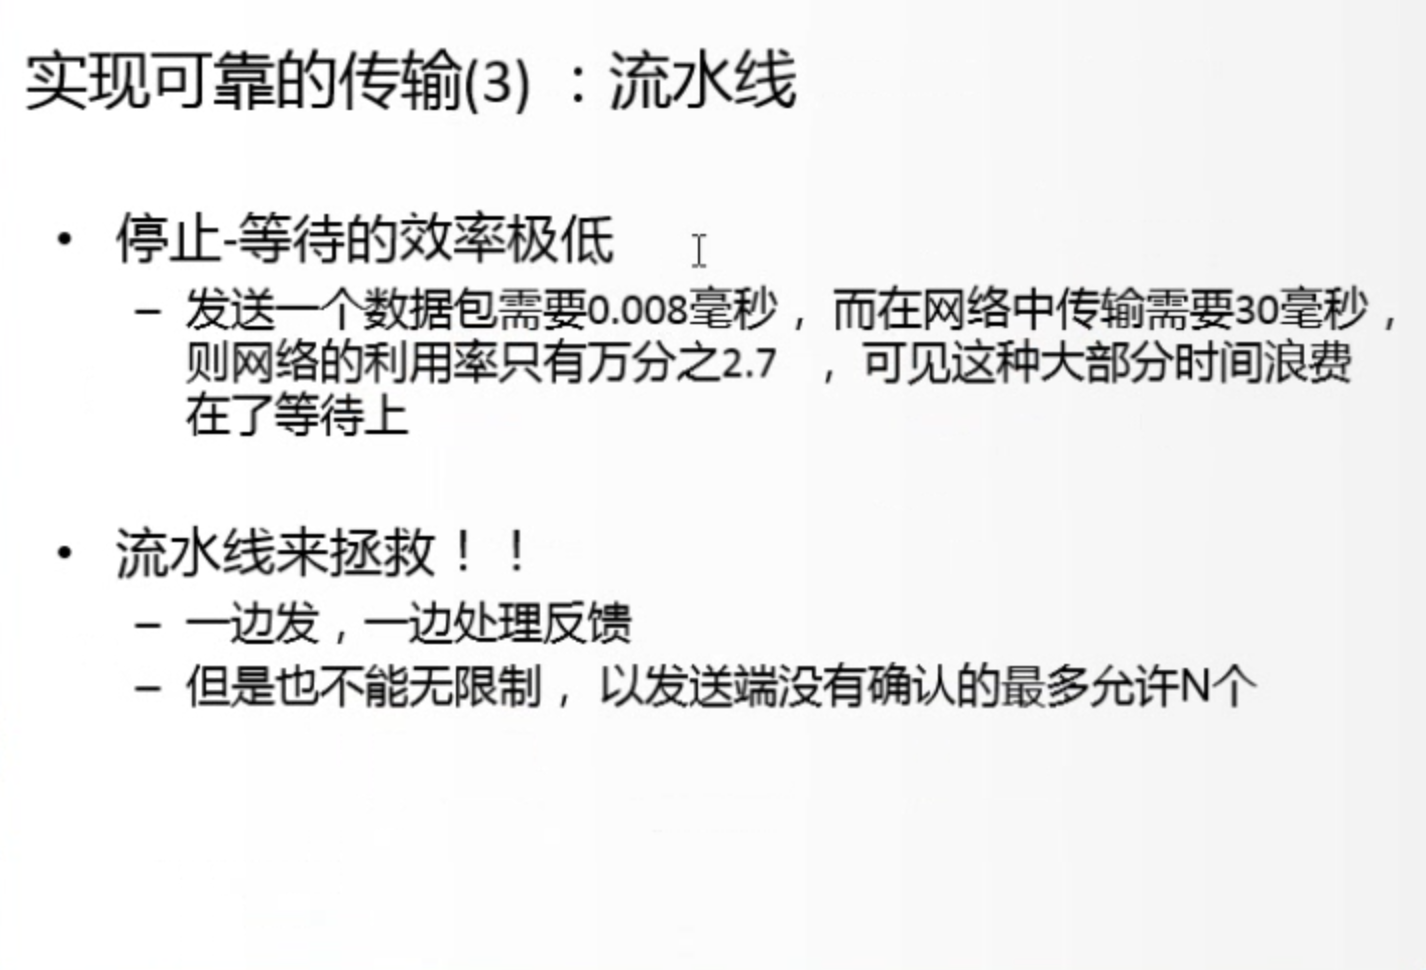 实现可靠的传输(3) ：流水线
• 停止-等待的效率极低
– 发送一个数据包需要0.008毫秒，而在网络中传输需要30毫秒，
则网络的利用率只有万分之2.7 ，可见这种大部分时间浪费
在了等待上
• 流水线来拯救！！
– 一边发，一边处理反馈
– 但是也不能无限制，以发送端没有确认的最多允许N个